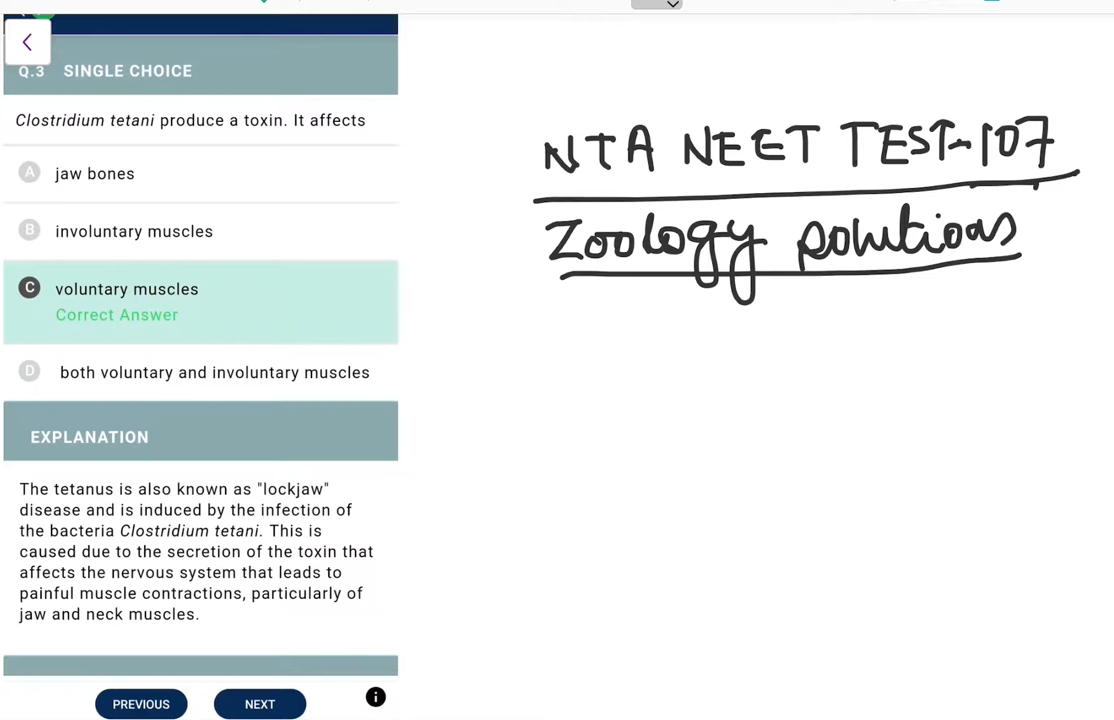 Q.3 SINGLE CHOICE
Clostridium tetani produce a toxin. It affects
A jaw bones
B involuntary muscles
C voluntary muscles
Correct Answer
D both voluntary and involuntary muscles
EXPLANATION
The tetanus is also known as "lockjaw"
disease and is induced by the infection of
the bacteria Clostridium tetani. This is
caused due to the secretion of the toxin that
affects the nervous system that leads to
painful muscle contractions, particularly of
jaw and neck muscles.
PREVIOUS NEXT
NTA NEET TEST-107
Zoology solutions